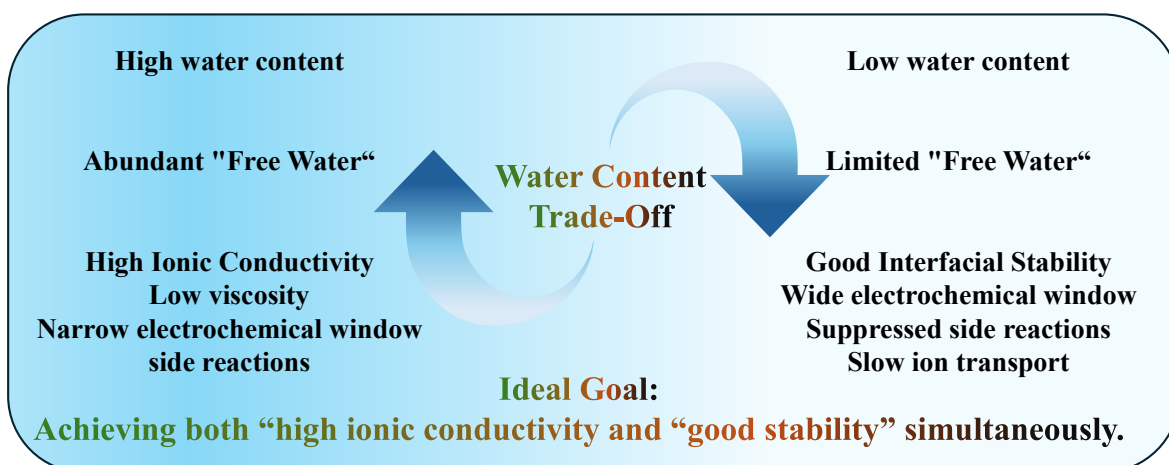 High water content
Abundant "Free Water“
High Ionic Conductivity
Low viscosity
Narrow electrochemical window
side reactions
Water Content
Trade-Off
Low water content
Limited "Free Water“
Good Interfacial Stability
Wide electrochemical window
Suppressed side reactions
Slow ion transport
Ideal Goal:
Achieving both “high ionic conductivity and “good stability” simultaneously.